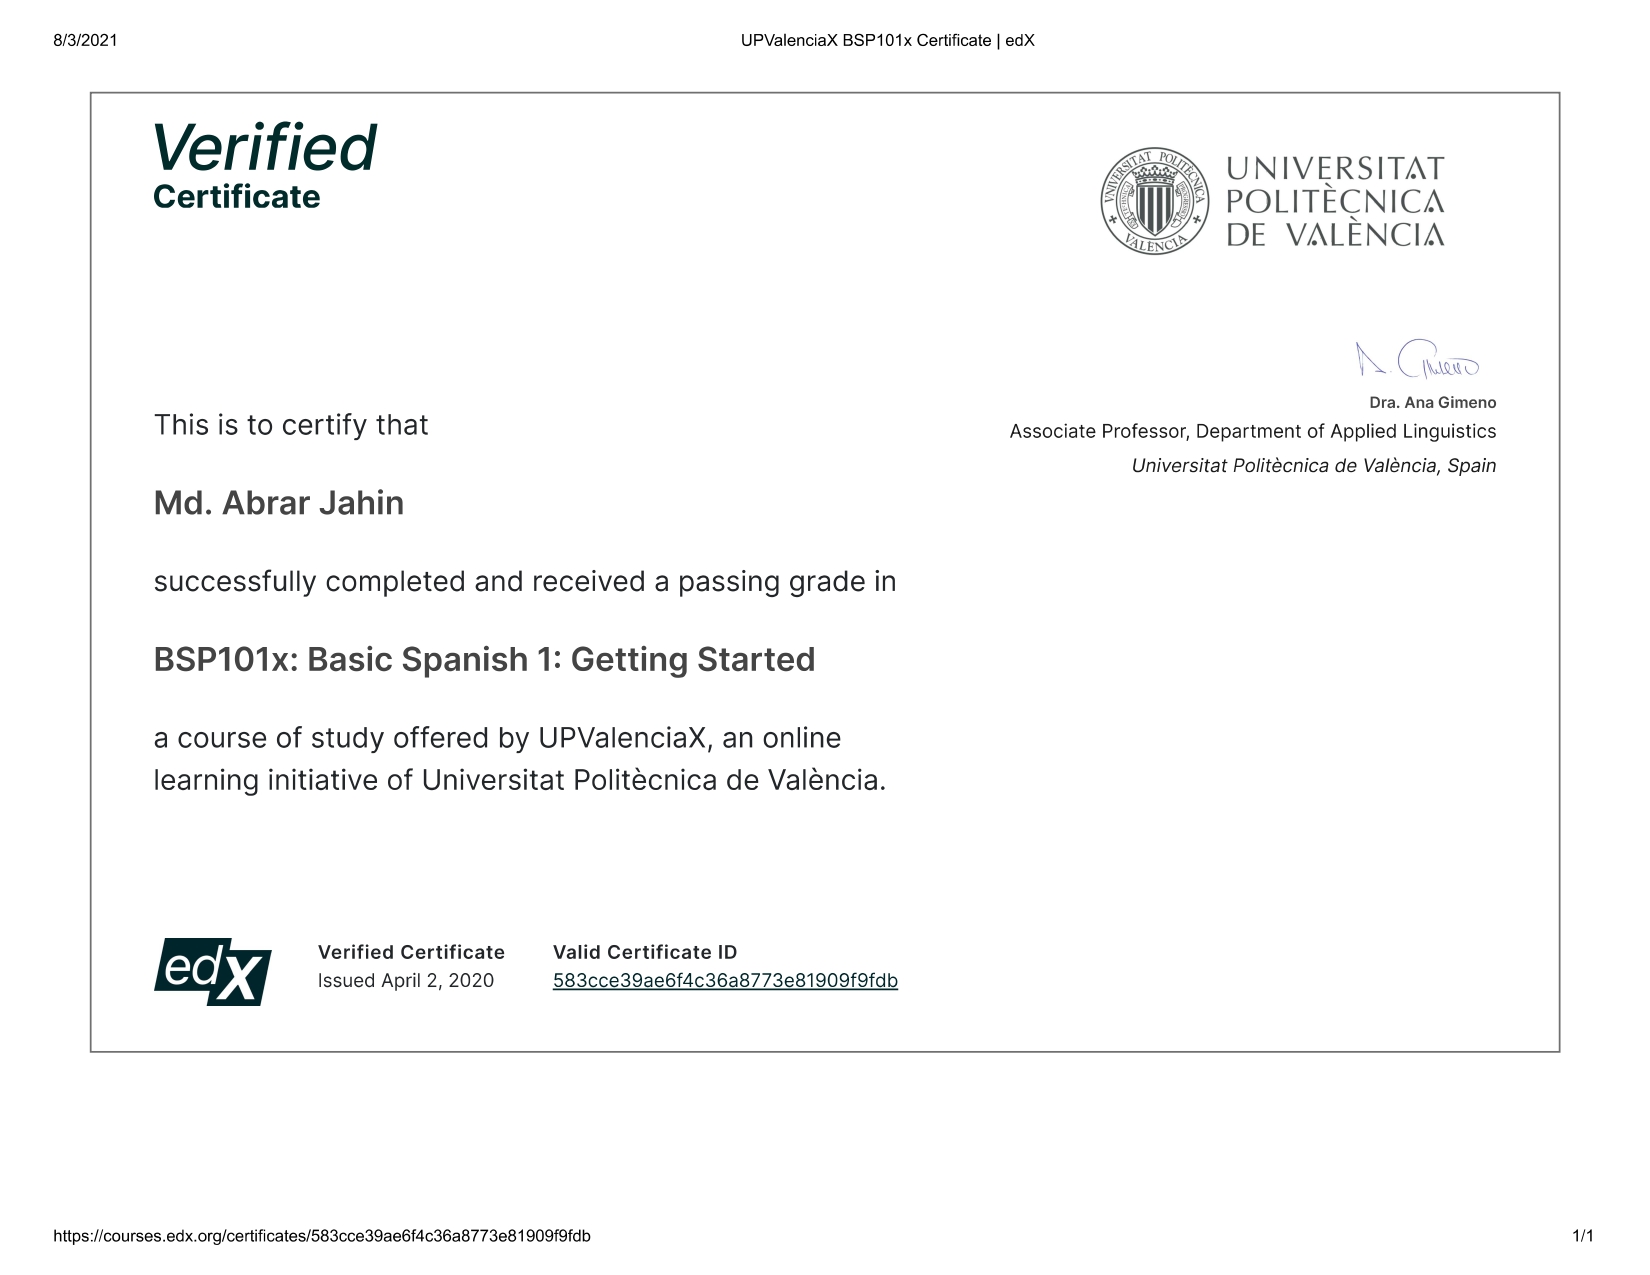 8/3/2021
UPValenciaX BSP101x Certificate | edX
Verified
Certificate
VNIVERSITAT POLITÈCNICA
VALENCIA
UNIVERSITAT
POLITÈCNICA
DE VALÈNCIA
A. Gimeno
Dra. Ana Gimeno
Associate Professor, Department of Applied Linguistics
Universitat Politècnica de València, Spain
This is to certify that
Md. Abrar Jahin
successfully completed and received a passing grade in
BSP101x: Basic Spanish 1: Getting Started
a course of study offered by UPValenciaX, an online
learning initiative of Universitat Politècnica de València.
edX
Verified Certificate
Issued April 2, 2020
Valid Certificate ID
583cce39ae6f4c36a8773e81909f9fdb
https://courses.edx.org/certificates/583cce39ae6f4c36a8773e81909f9fdb
1/1